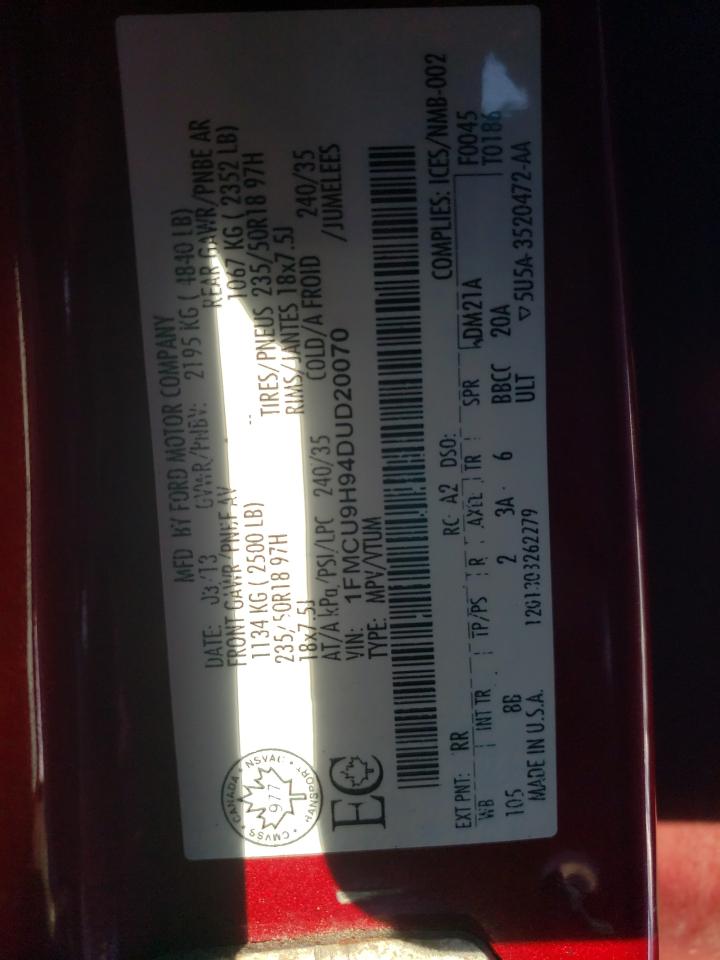 MFD BY FORD MOTOR COMPANY
DATE: 03/13 GVWR/PNBV: 2195 KG ( 4840 LB)
FRONT GAWR/PNBE AV REAR GAWR/PNBE AR
1134 KG ( 2500 LB) 1067 KG ( 2352 LB)
235/50R18 97H TIRES/PNEUS 235/50R18 97H
18x7.5J RIMS/JANTES 18x7.5J
AT/A kPa/PSI/LPC 240/35 COLD/A FROID 240/35
VIN: 1FMCU9H94DUD20070 /JUMELEES
TYPE: MPV/VTUM
CANADA
NSVAC
TRANSPORT
CMVSS
977
EC
COMPLIES: ICES/NMB-002
EXT PNT: RR RC: A2 DSO: F0045
WB INT TR TP/PS R AXLE TR SPR DM21A T0186
105 8B 2 3A 6 BBCC 20A
ULT
MADE IN U.S.A. 12G1303262279 ▽5U5A-3520472-AA